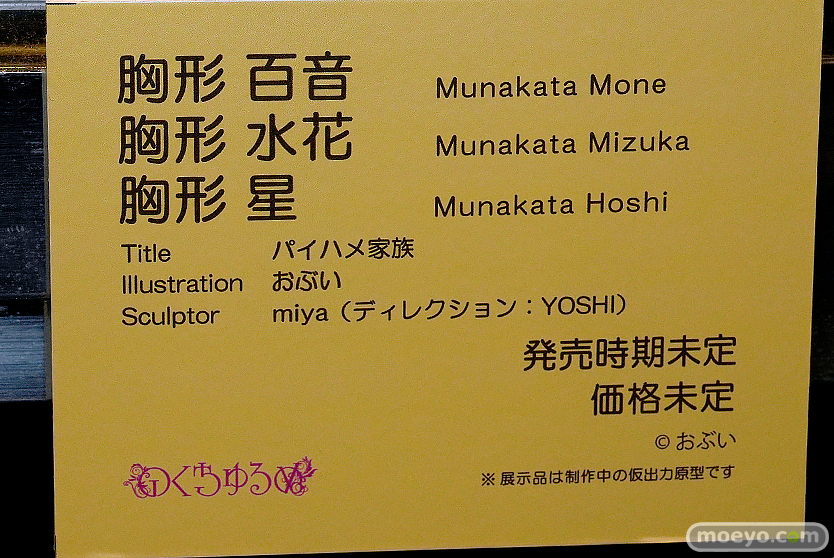 胸形 百音 Munakata Mone
胸形 水花 Munakata Mizuka
胸形 星 Munakata Hoshi
Title パイハメ家族
Illustration おぶい
Sculptor miya（ディレクション：YOSHI）
発売時期未定
価格未定
© おぶい
※展示品は制作中の仮出力原型です
moeyo.com